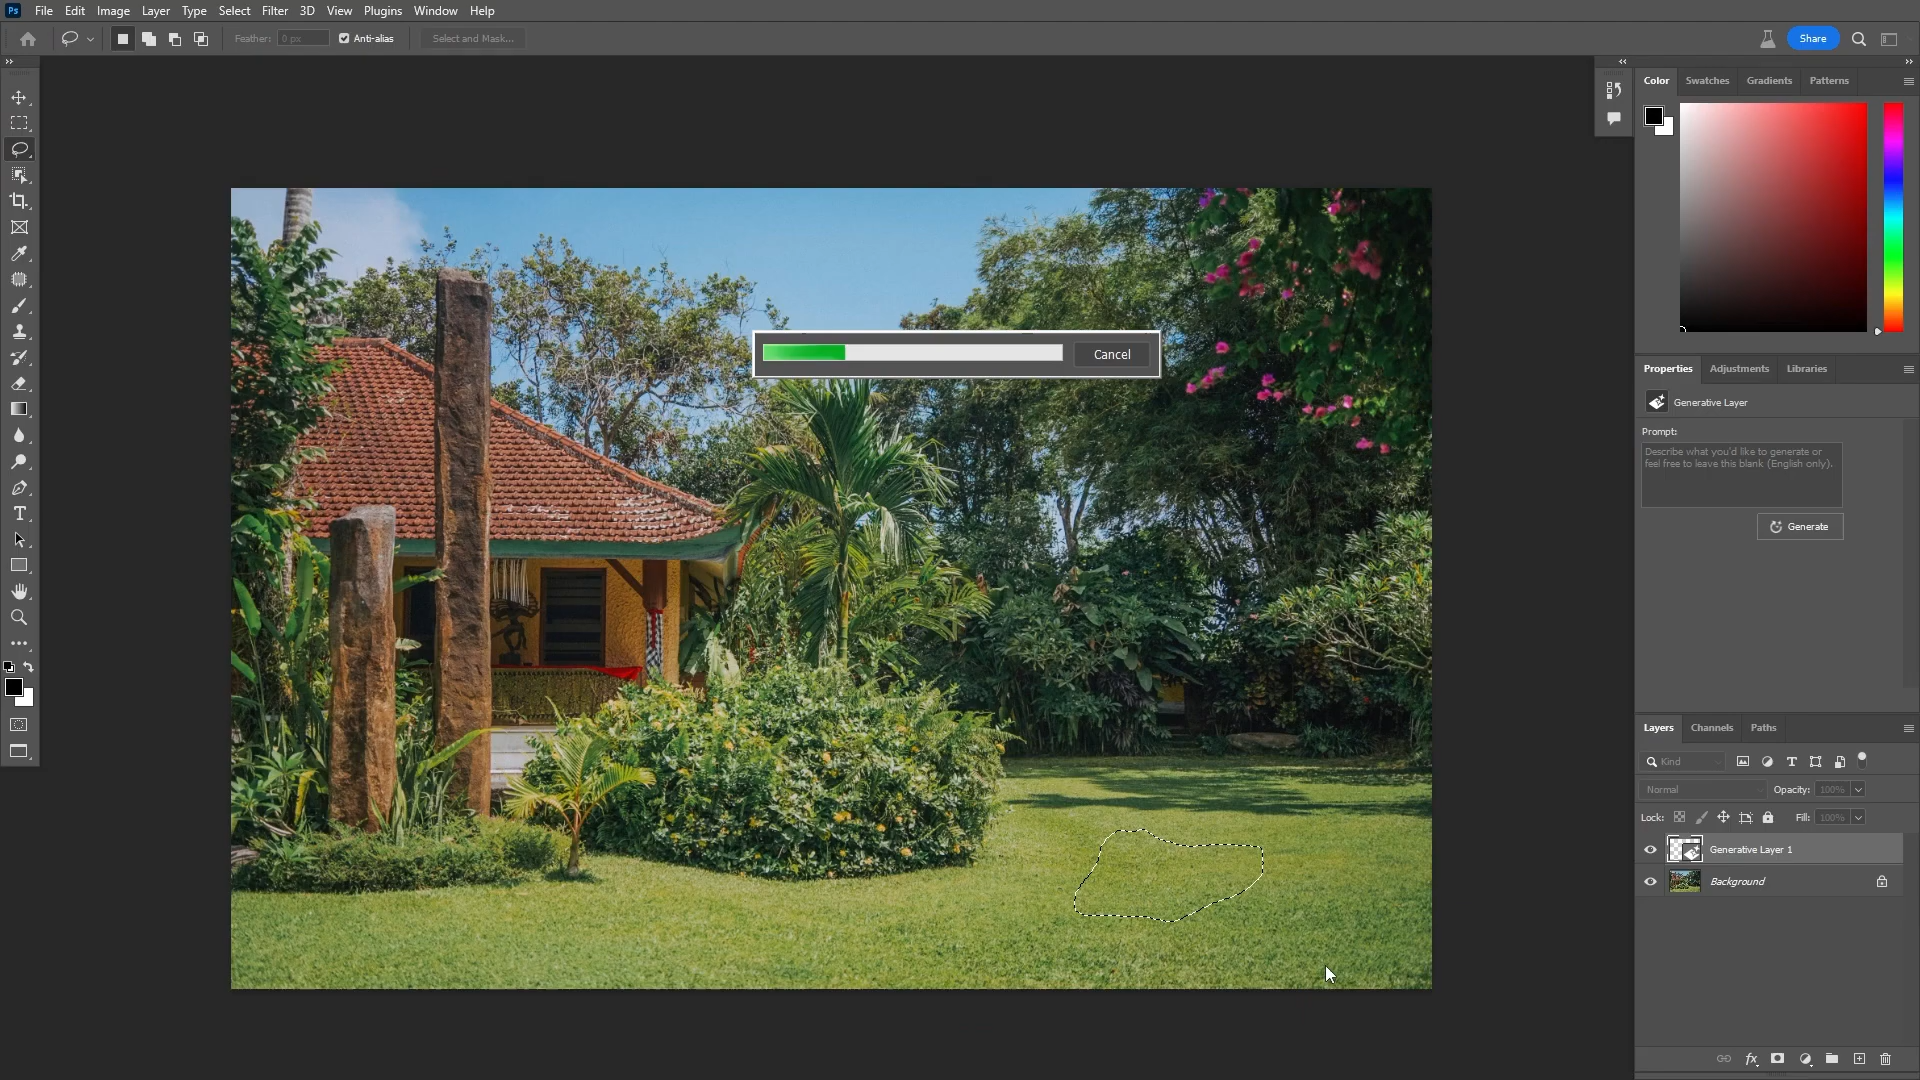 Ps File Edit Image Layer Type Select Filter 3D View Plugins Window Help
Feather: 0 px Anti-alias Select and Mask... Share
Color Swatches Gradients Patterns
Cancel
Properties Adjustments Libraries
Generative Layer
Prompt:
Describe what you'd like to generate or
feel free to leave this blank (English only).
Generate
Layers Channels Paths
Kind
Normal Opacity: 100%
Lock: Fill: 100%
Generative Layer 1
Background